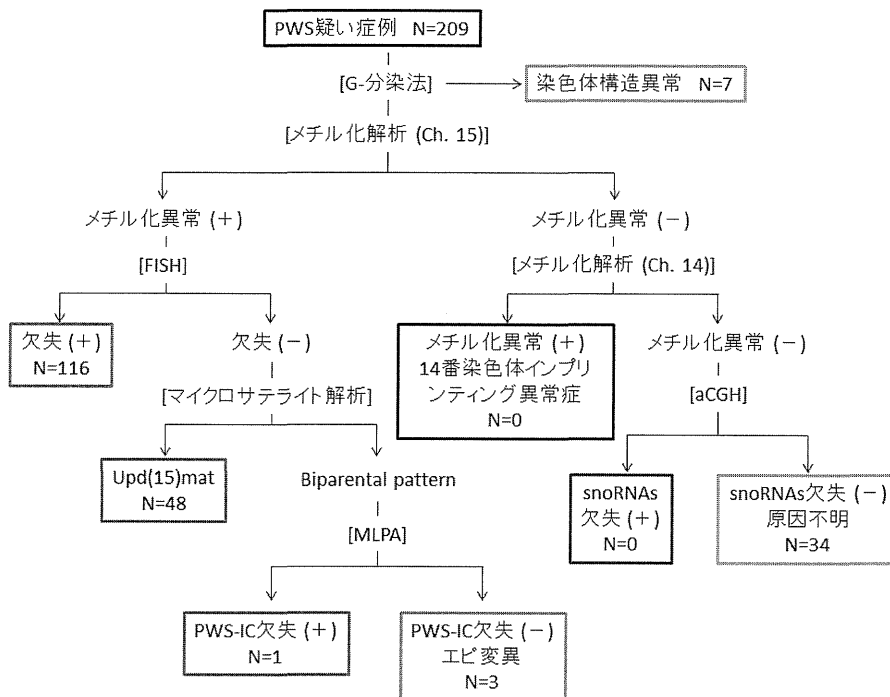 PWS疑い症例 N=209
[G-分染法]
染色体構造異常 N=7
[メチル化解析 (Ch. 15)]
メチル化異常 (+)
メチル化異常 (−)
[FISH]
[メチル化解析 (Ch. 14)]
欠失 (+)
N=116
欠失 (−)
メチル化異常 (+)
14番染色体インプリ
ンティング異常症
N=0
メチル化異常 (−)
[マイクロサテライト解析]
[aCGH]
Upd(15)mat
N=48
Biparental pattern
snoRNAs
欠失 (+)
N=0
snoRNAs欠失 (−)
原因不明
N=34
[MLPA]
PWS-IC欠失 (+)
N=1
PWS-IC欠失 (−)
エピ変異
N=3